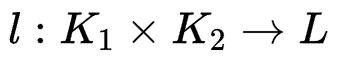 l : K₁ × K₂ → L